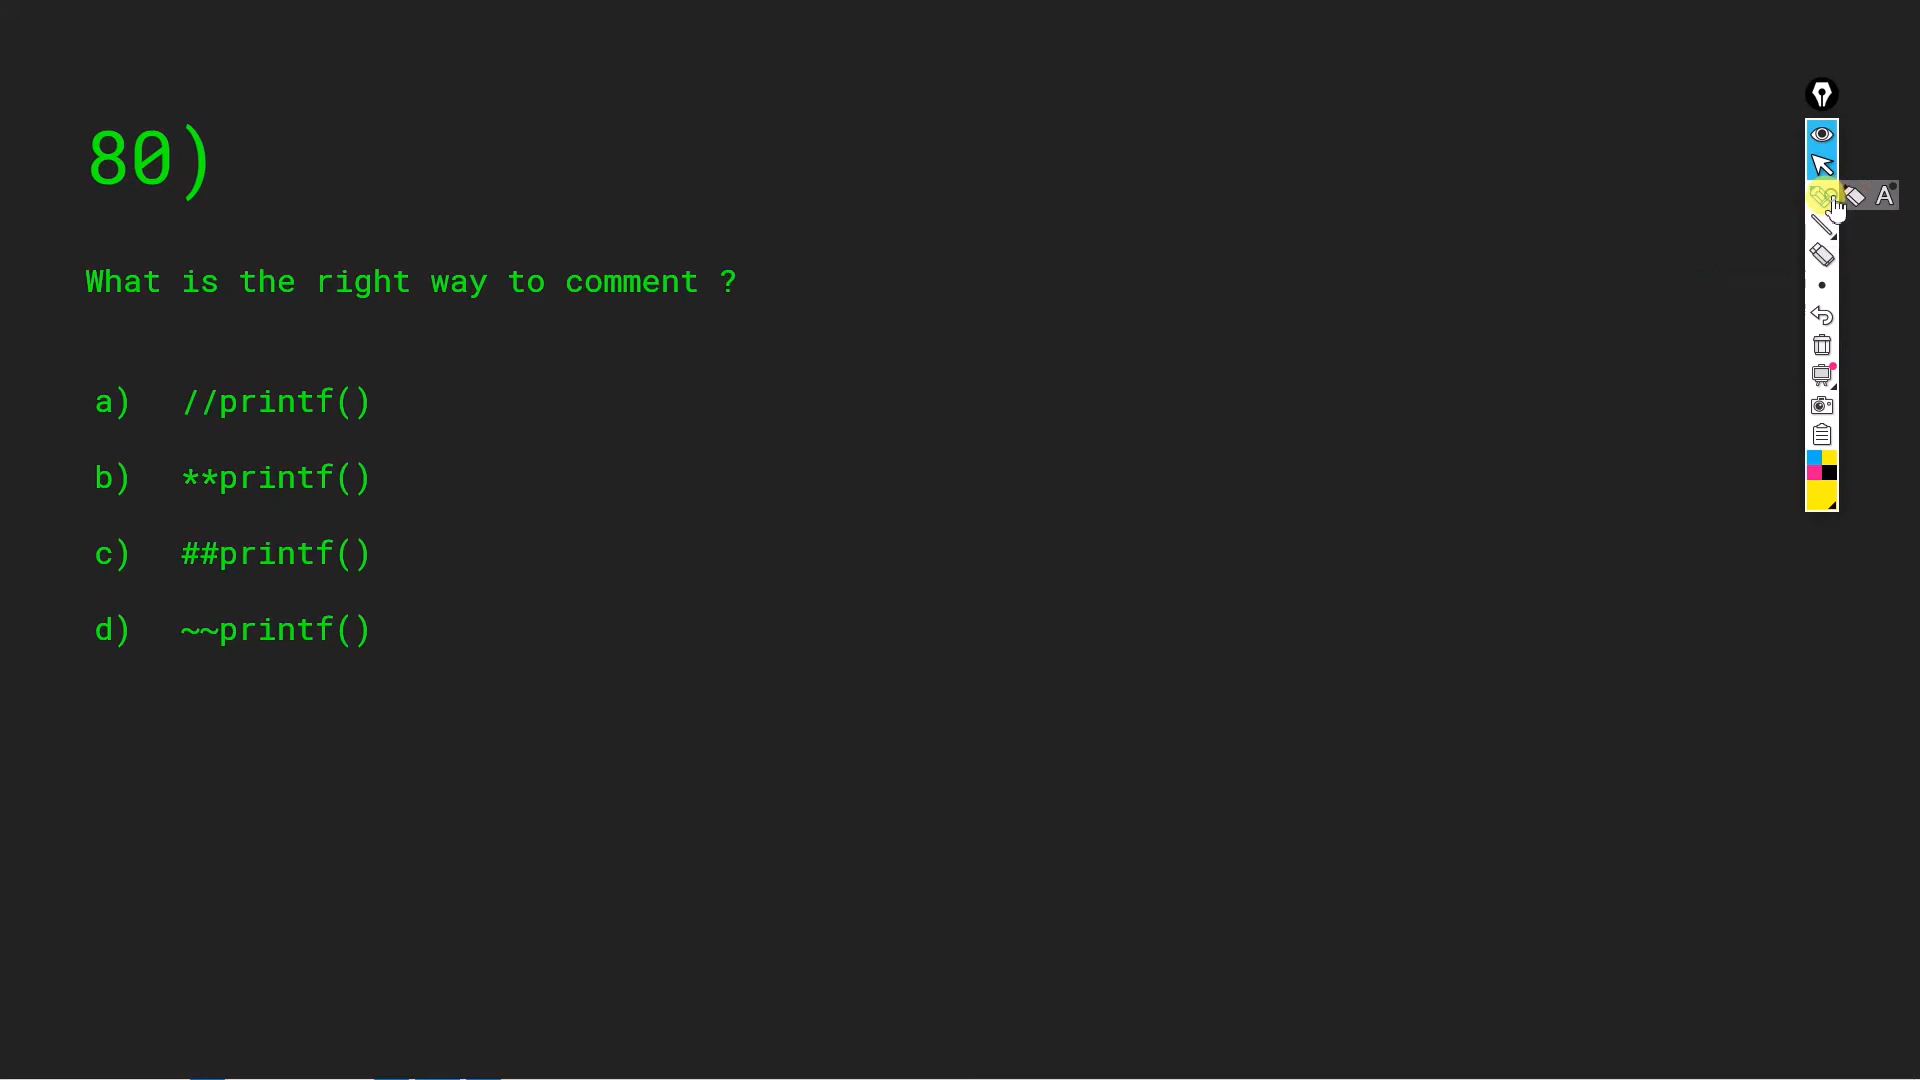 80)
What is the right way to comment ?
a) //printf()
b) **printf()
c) ##printf()
d) ~~printf()
A